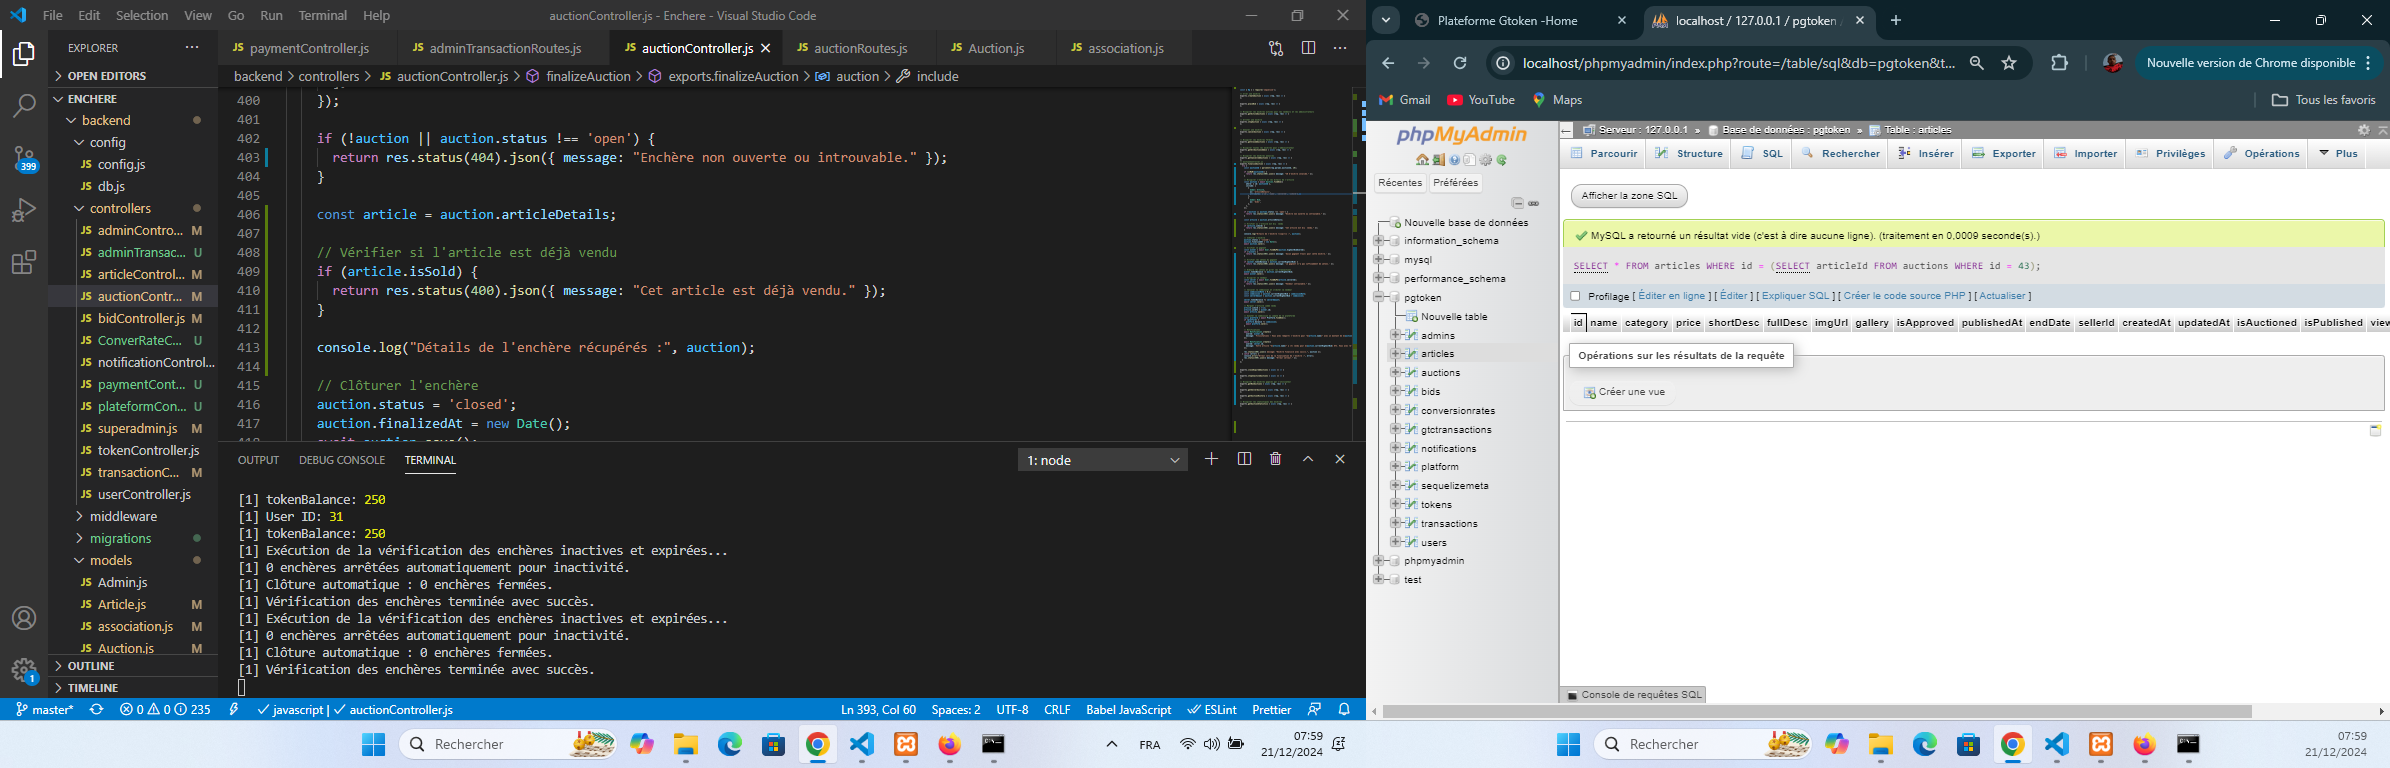 File Edit Selection View Go Run Terminal Help
auctionController.js - Enchere - Visual Studio Code
EXPLORER
OPEN EDITORS
ENCHERE
backend
config
config.js
db.js
controllers
adminContro... M
adminTransac... U
articleControl... M
auctionContr... M
bidController.js M
ConverRateC... U
notificationControl...
paymentCont... U
plateformCon... U
superadmin.js M
tokenController.js
transactionC... M
userController.js
middleware
migrations
models
Admin.js
Article.js M
association.js M
Auction.js M
OUTLINE
TIMELINE
399
1
paymentController.js adminTransactionRoutes.js auctionController.js auctionRoutes.js Auction.js association.js
backend > controllers > JS auctionController.js > finalizeAuction > exports.finalizeAuction > auction > include
400 });
401
402 if (!auction || auction.status !== 'open') {
403 return res.status(404).json({ message: "Enchère non ouverte ou introuvable." });
404 }
405
406 const article = auction.articleDetails;
407
408 // Vérifier si l'article est déjà vendu
409 if (article.isSold) {
410 return res.status(400).json({ message: "Cet article est déjà vendu." });
411 }
412
413 console.log("Détails de l'enchère récupérés :", auction);
414
415 // Clôturer l'enchère
416 auction.status = 'closed';
417 auction.finalizedAt = new Date();
418 await auction.save();
OUTPUT DEBUG CONSOLE TERMINAL
1: node
[1] tokenBalance: 250
[1] User ID: 31
[1] tokenBalance: 250
[1] Exécution de la vérification des enchères inactives et expirées...
[1] 0 enchères arrêtées automatiquement pour inactivité.
[1] Clôture automatique : 0 enchères fermées.
[1] Vérification des enchères terminée avec succès.
[1] Exécution de la vérification des enchères inactives et expirées...
[1] 0 enchères arrêtées automatiquement pour inactivité.
[1] Clôture automatique : 0 enchères fermées.
[1] Vérification des enchères terminée avec succès.
master* 0 0 235 javascript | auctionController.js
Ln 393, Col 60 Spaces: 2 UTF-8 CRLF Babel JavaScript ESLint Prettier
Rechercher
FRA
07:59
21/12/2024
Plateforme Gtoken -Home
localhost / 127.0.0.1 / pgtoken
localhost/phpmyadmin/index.php?route=/table/sql&db=pgtoken&t...
Nouvelle version de Chrome disponible
Gmail YouTube Maps
Tous les favoris
phpMyAdmin
Récentes Préférées
Nouvelle base de données
information_schema
mysql
performance_schema
pgtoken
Nouvelle table
admins
articles
auctions
bids
conversionrates
gtctransactions
notifications
platform
sequelizemeta
tokens
transactions
users
phpmyadmin
test
Serveur : 127.0.0.1 » Base de données : pgtoken » Table : articles
Parcourir Structure SQL Rechercher Insérer Exporter Importer Privilèges Opérations Plus
Afficher la zone SQL
MySQL a retourné un résultat vide (c'est à dire aucune ligne). (traitement en 0,0009 seconde(s).)
SELECT * FROM articles WHERE id = (SELECT articleId FROM auctions WHERE id = 43);
Profilage [ Éditer en ligne ] [ Éditer ] [ Expliquer SQL ] [ Créer le code source PHP ] [ Actualiser ]
id name category price shortDesc fullDesc imgUrl gallery isApproved publishedAt endDate sellerId createdAt updatedAt isAuctioned isPublished view
Opérations sur les résultats de la requête
Créer une vue
Console de requêtes SQL
Rechercher
07:59
21/12/2024